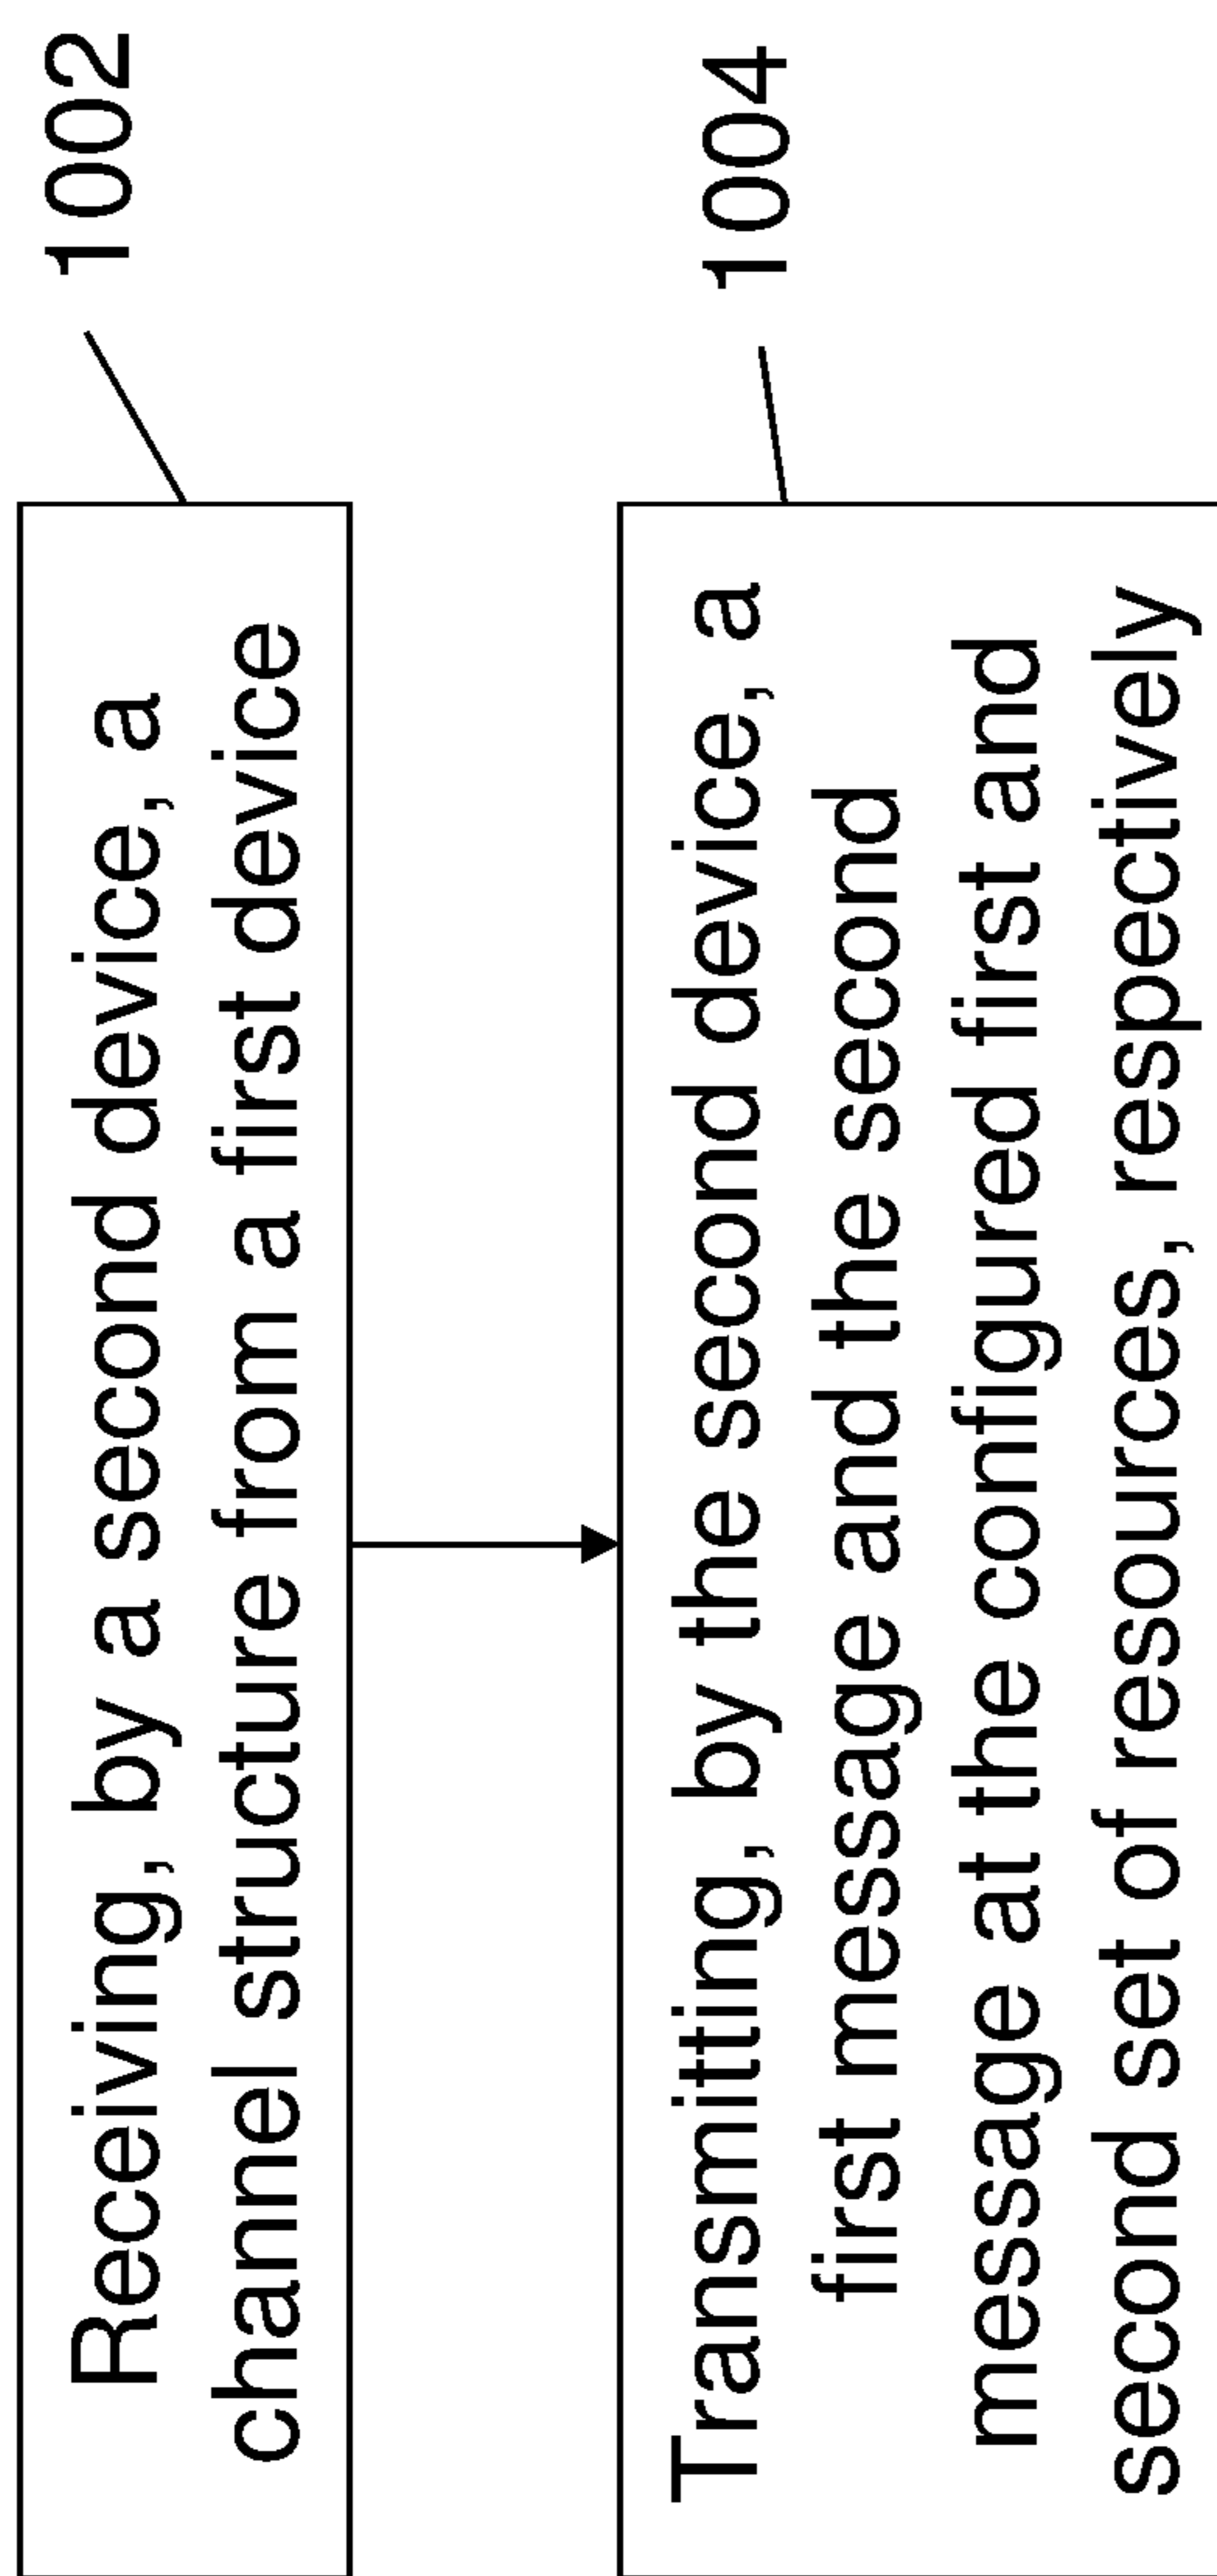 Receiving, by a second device, a
channel structure from a first device
1002
Transmitting, by the second device, a
first message and the second
message at the configured first and
second set of resources, respectively
1004